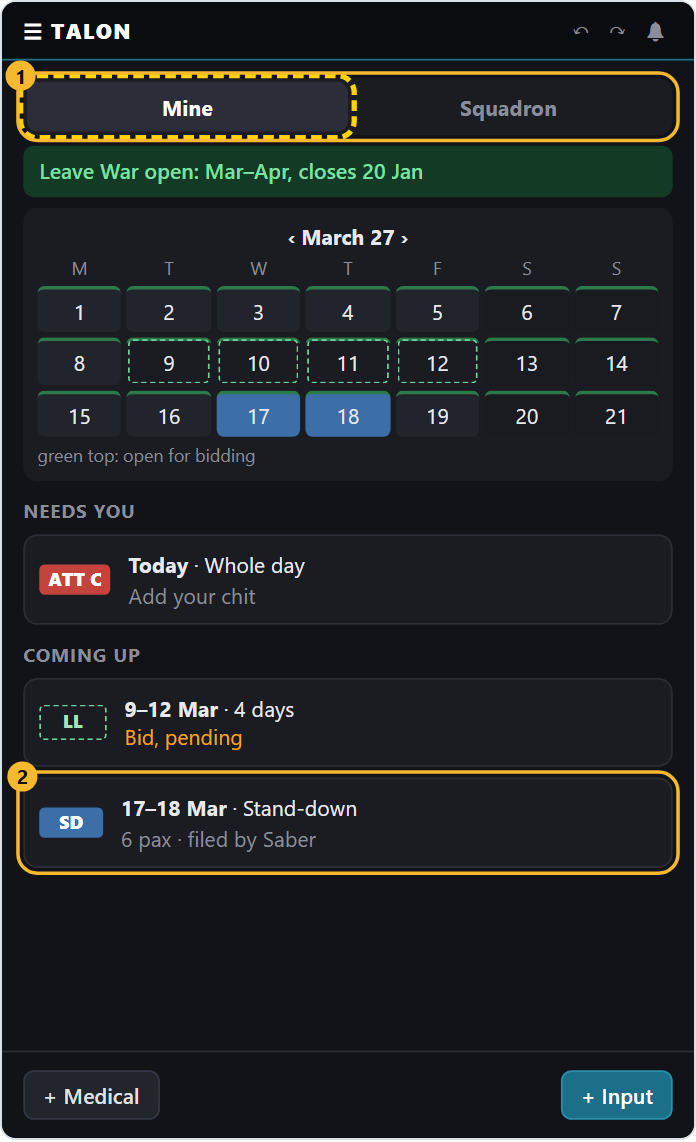 ☰ TALON
1
Mine Squadron
Leave War open: Mar–Apr, closes 20 Jan
‹ March 27 ›
M T W T F S S
1 2 3 4 5 6 7
8 9 10 11 12 13 14
15 16 17 18 19 20 21
green top: open for bidding
NEEDS YOU
ATT C Today · Whole day
Add your chit
COMING UP
LL 9–12 Mar · 4 days
Bid, pending
2
SD 17–18 Mar · Stand-down
6 pax · filed by Saber
+ Medical + Input